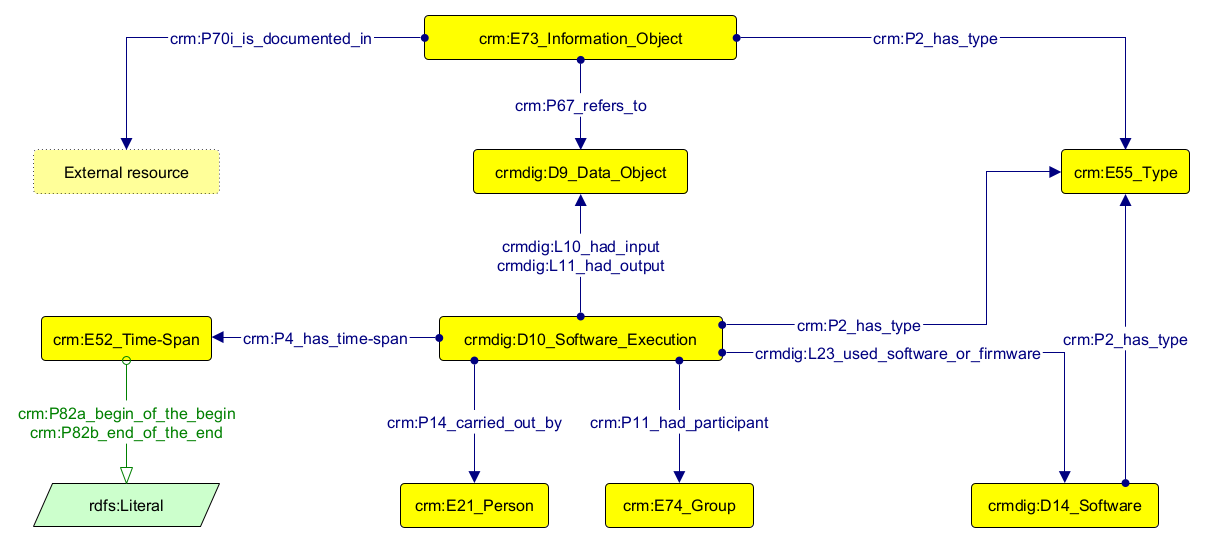 crm:P70i_is_documented_in
crm:E73_Information_Object
crm:P2_has_type
crm:P67_refers_to
External resource
crmdig:D9_Data_Object
crm:E55_Type
crmdig:L10_had_input
crmdig:L11_had_output
crm:E52_Time-Span
crm:P4_has_time-span
crmdig:D10_Software_Execution
crm:P2_has_type
crmdig:L23_used_software_or_firmware
crm:P2_has_type
crm:P82a_begin_of_the_begin
crm:P82b_end_of_the_end
crm:P14_carried_out_by
crm:P11_had_participant
rdfs:Literal
crm:E21_Person
crm:E74_Group
crmdig:D14_Software